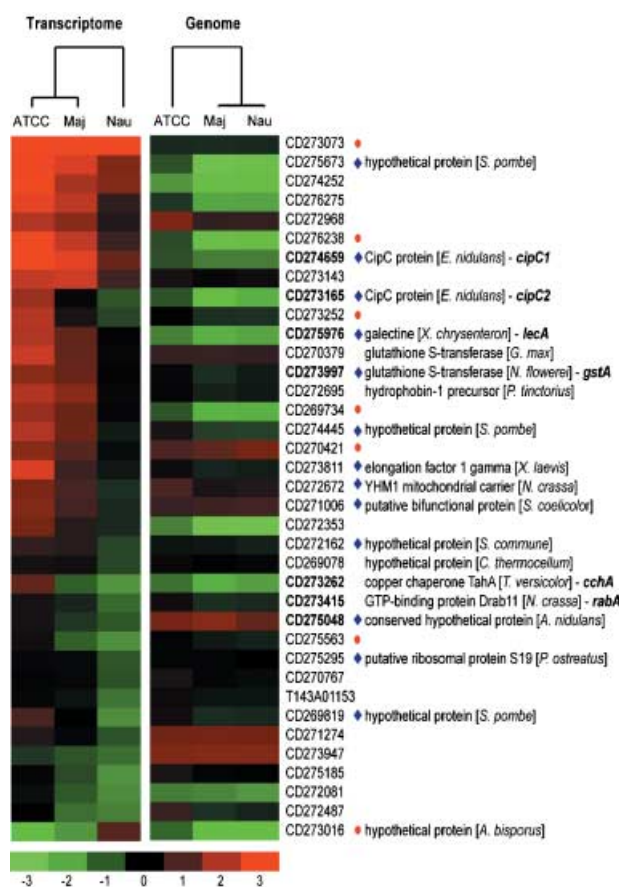 Transcriptome Genome
ATCC Maj Nau ATCC Maj Nau
CD273073
CD275673 hypothetical protein [S. pombe]
CD274252
CD276275
CD272968
CD276238
CD274659 CipC protein [E. nidulans] - cipC1
CD273143
CD273165 CipC protein [E. nidulans] - cipC2
CD273252
CD275976 galectine [X. chrysenteron] - lecA
CD270379 glutathione S-transferase [G. max]
CD273997 glutathione S-transferase [N. flowerei] - gstA
CD272695 hydrophobin-1 precursor [P. tinctorius]
CD269734
CD274445 hypothetical protein [S. pombe]
CD270421
CD273811 elongation factor 1 gamma [X. laevis]
CD272672 YHM1 mitochondrial carrier [N. crassa]
CD271006 putative bifunctional protein [S. coelicolor]
CD272353
CD272162 hypothetical protein [S. commune]
CD269078 hypothetical protein [C. thermocellum]
CD273262 copper chaperone TahA [T. versicolor] - cchA
CD273415 GTP-binding protein Drab11 [N. crassa] - rabA
CD275048 conserved hypothetical protein [A. nidulans]
CD275563
CD275295 putative ribosomal protein S19 [P. ostreatus]
CD270767
T143A01153
CD269819 hypothetical protein [S. pombe]
CD271274
CD273947
CD275185
CD272081
CD272487
CD273016 hypothetical protein [A. bisporus]
-3 -2 -1 0 1 2 3